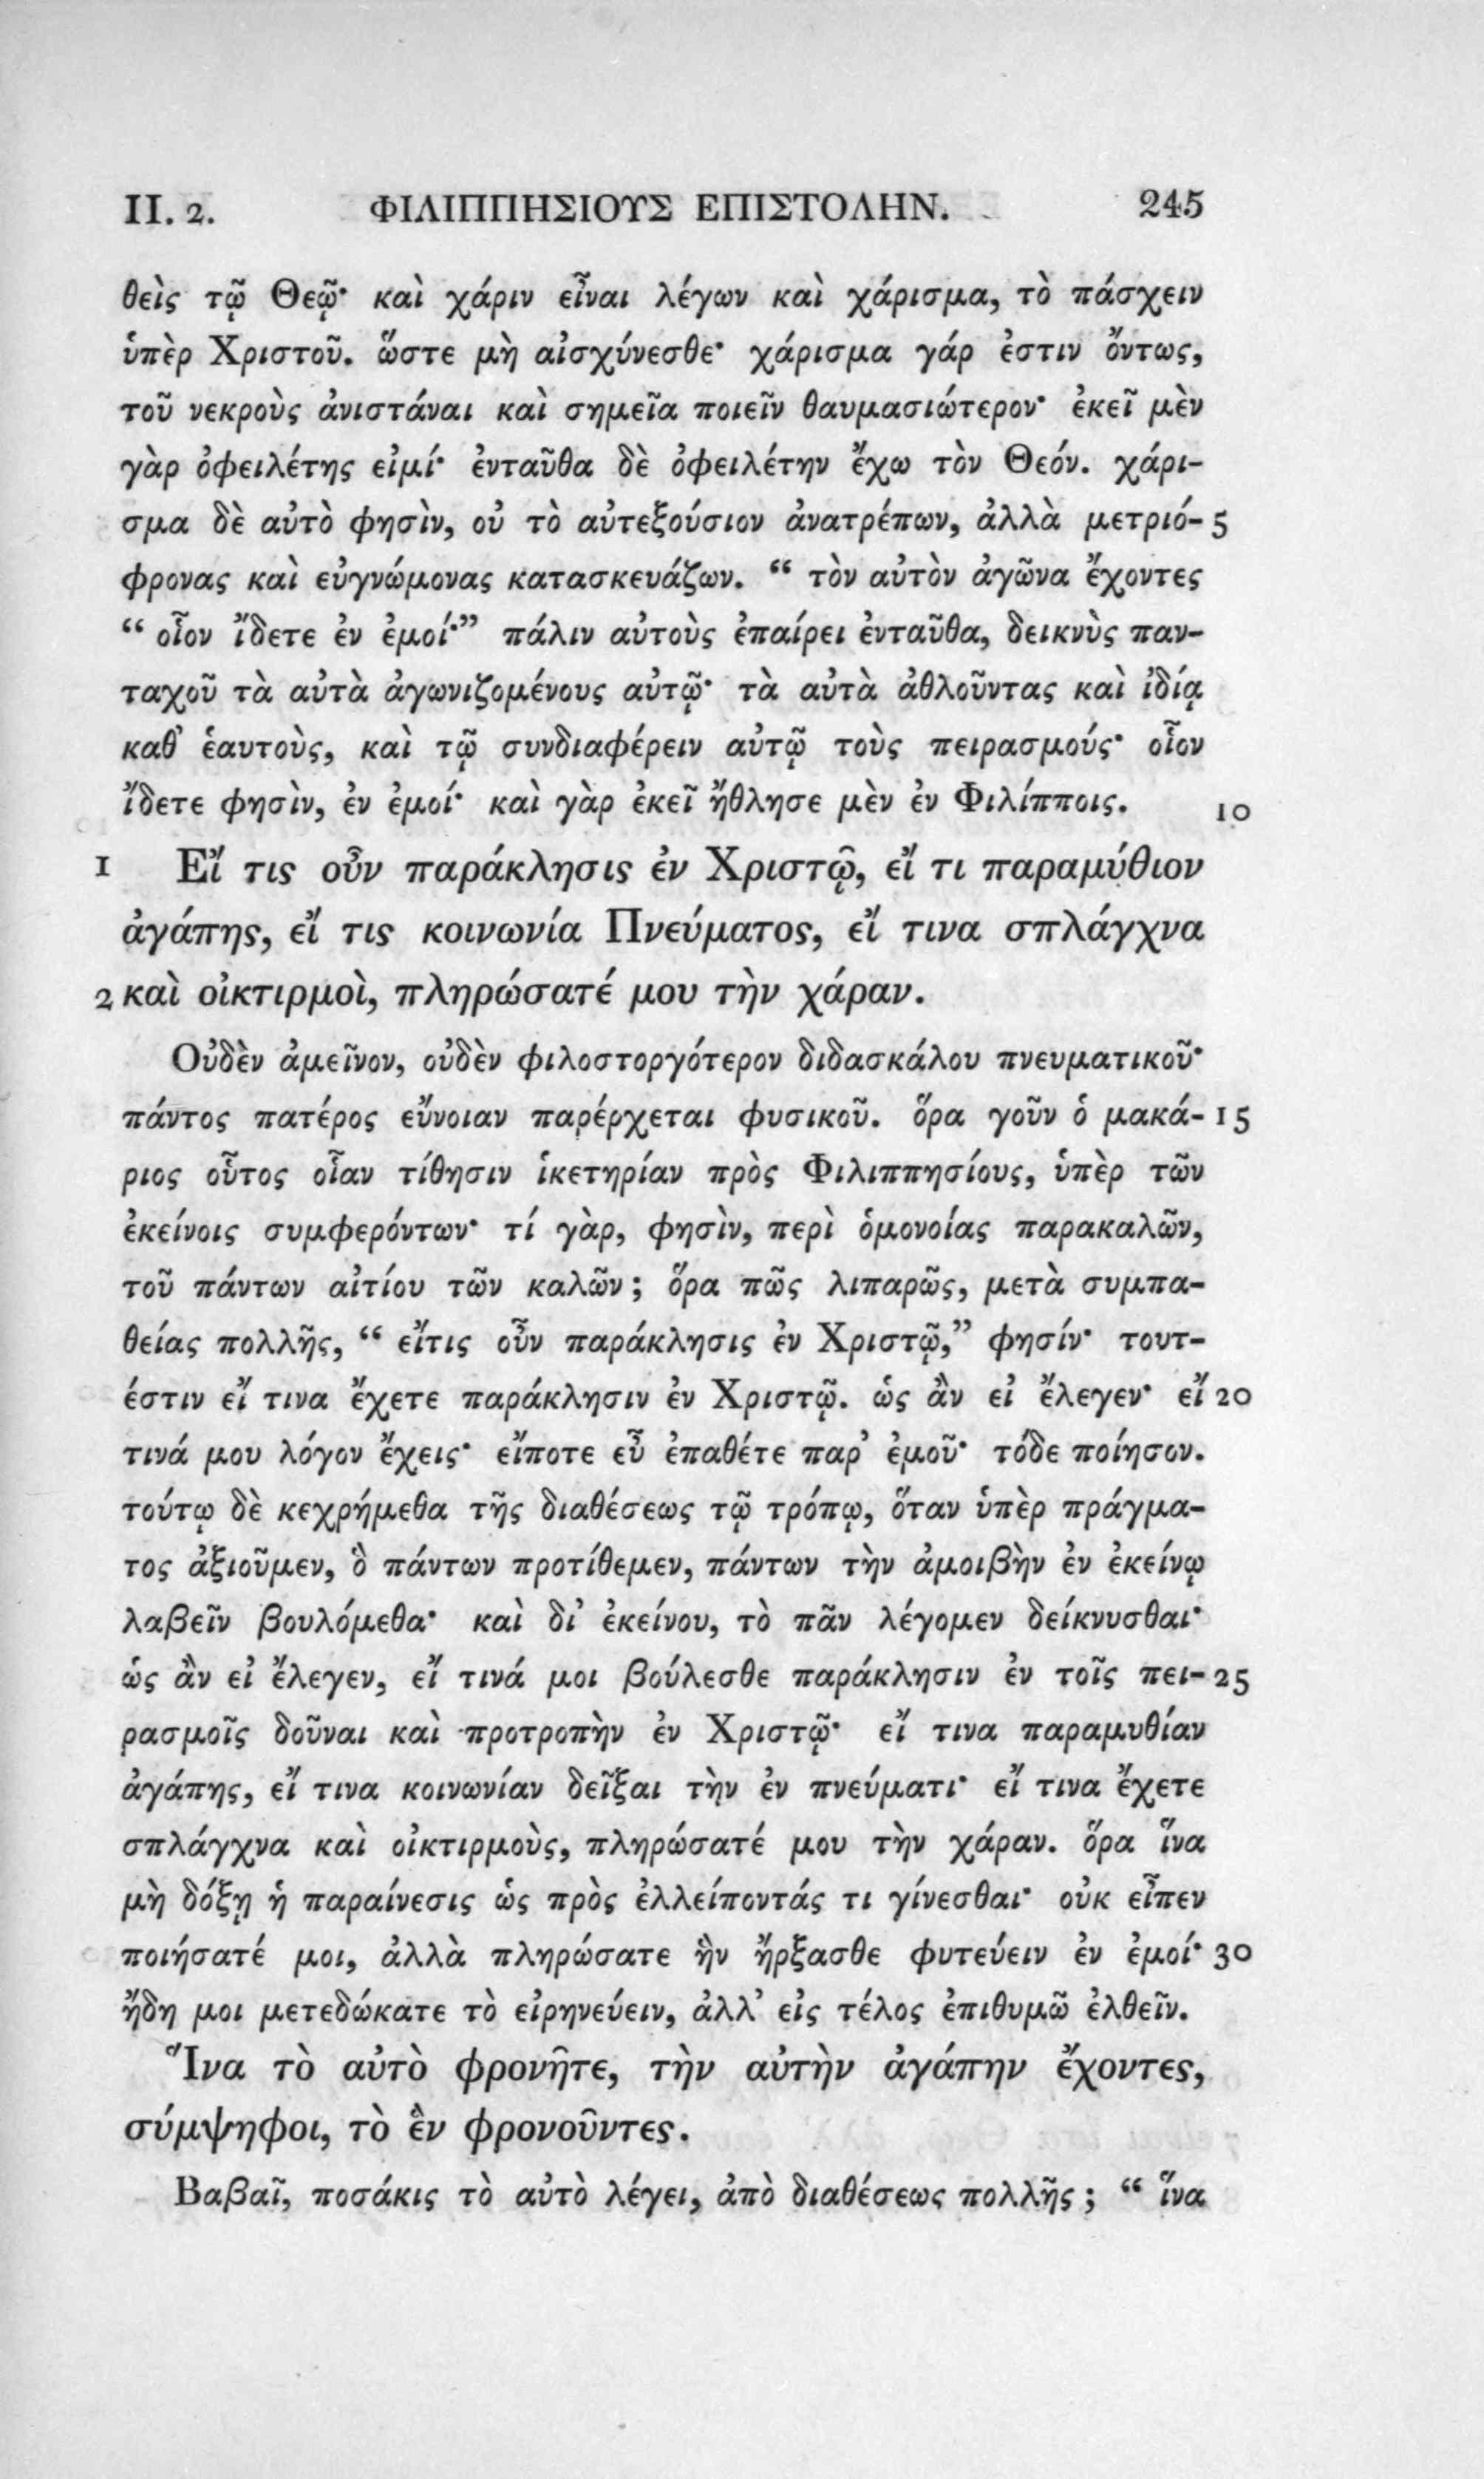 II. 2. ΦΙΛΙΠΠΗΣΙΟΥΣ ΕΠΙΣΤΟΛΗΝ. 245
θεὶς τῷ Θεῷ· καὶ χάριν εἶναι λέγων καὶ χάρισμα, τὸ πάσχειν
ὑπὲρ Χριστοῦ. ὥστε μὴ αἰσχύνεσθε· χάρισμα γάρ ἐστιν ὄντως,
τοῦ νεκροὺς ἀνιστάναι καὶ σημεῖα ποιεῖν θαυμασιώτερον· ἐκεῖ μὲν
γὰρ ὀφειλέτης εἰμί· ἐνταῦθα δὲ ὀφειλέτην ἔχω τὸν Θεόν. χάρι-
σμα δὲ αὐτὸ φησὶν, οὐ τὸ αὐτεξούσιον ἀνατρέπων, ἀλλὰ μετριό- 5
φρονας καὶ εὐγνώμονας κατασκευάζων. “ τὸν αὐτὸν ἀγῶνα ἔχοντες
“ οἷον ἴδετε ἐν ἐμοί·” πάλιν αὐτοὺς ἐπαίρει ἐνταῦθα, δεικνὺς παν-
ταχοῦ τὰ αὐτὰ ἀγωνιζομένους αὐτῷ· τὰ αὐτὰ ἀθλοῦντας καὶ ἰδίᾳ
καθ’ ἑαυτοὺς, καὶ τῷ συνδιαφέρειν αὐτῷ τοὺς πειρασμούς· οἷον
ἴδετε φησὶν, ἐν ἐμοί· καὶ γὰρ ἐκεῖ ἤθλησε μὲν ἐν Φιλίπποις. 10
1 Εἴ τις οὖν παράκλησις ἐν Χριστῷ, εἴ τι παραμύθιον
ἀγάπης, εἴ τις κοινωνία Πνεύματος, εἴ τινα σπλάγχνα
2 καὶ οἰκτιρμοὶ, πληρώσατέ μου τὴν χάραν.
Οὐδὲν ἀμεῖνον, οὐδὲν φιλοστοργότερον διδασκάλου πνευματικοῦ·
πάντος πατέρος εὔνοιαν παρέρχεται φυσικοῦ. ὅρα γοῦν ὁ μακά- 15
ριος οὗτος οἵαν τίθησιν ἱκετηρίαν πρὸς Φιλιππησίους, ὑπὲρ τῶν
ἐκείνοις συμφερόντων· τί γὰρ, φησὶν, περὶ ὁμονοίας παρακαλῶν,
τοῦ πάντων αἰτίου τῶν καλῶν ; ὅρα πῶς λιπαρῶς, μετὰ συμπα-
θείας πολλῆς, “ εἴτις οὖν παράκλησις ἐν Χριστῷ,” φησίν· τουτ-
έστιν εἴ τινα ἔχετε παράκλησιν ἐν Χριστῷ. ὡς ἂν εἰ ἔλεγεν· εἴ 20
τινά μου λόγον ἔχεις· εἴποτε εὖ ἐπαθέτε παρ’ ἐμοῦ· τόδε ποίησον.
τούτῳ δὲ κεχρήμεθα τῆς διαθέσεως τῷ τρόπῳ, ὅταν ὑπὲρ πράγμα-
τος ἀξιοῦμεν, ὃ πάντων προτίθεμεν, πάντων τὴν ἀμοιβὴν ἐν ἐκείνῳ
λαβεῖν βουλόμεθα· καὶ δι’ ἐκείνου, τὸ πᾶν λέγομεν δείκνυσθαι·
ὡς ἂν εἰ ἔλεγεν, εἴ τινά μοι βούλεσθε παράκλησιν ἐν τοῖς πει- 25
ρασμοῖς δοῦναι καὶ προτροπὴν ἐν Χριστῷ· εἴ τινα παραμυθίαν
ἀγάπης, εἴ τινα κοινωνίαν δεῖξαι τὴν ἐν πνεύματι· εἴ τινα ἔχετε
σπλάγχνα καὶ οἰκτιρμοὺς, πληρώσατέ μου τὴν χάραν. ὅρα ἵνα
μὴ δόξῃ ἡ παραίνεσις ὡς πρὸς ἐλλείποντάς τι γίνεσθαι· οὐκ εἶπεν
ποιήσατέ μοι, ἀλλὰ πληρώσατε ἣν ἤρξασθε φυτεύειν ἐν ἐμοί· 30
ἤδη μοι μετεδώκατε τὸ εἰρηνεύειν, ἀλλ’ εἰς τέλος ἐπιθυμῶ ἐλθεῖν.
Ἵνα τὸ αὐτὸ φρονῆτε, τὴν αὐτὴν ἀγάπην ἔχοντες,
σύμψηφοι, τὸ ἓν φρονοῦντες.
Βαβαῖ, ποσάκις τὸ αὐτὸ λέγει, ἀπὸ διαθέσεως πολλῆς ; “ ἵνα